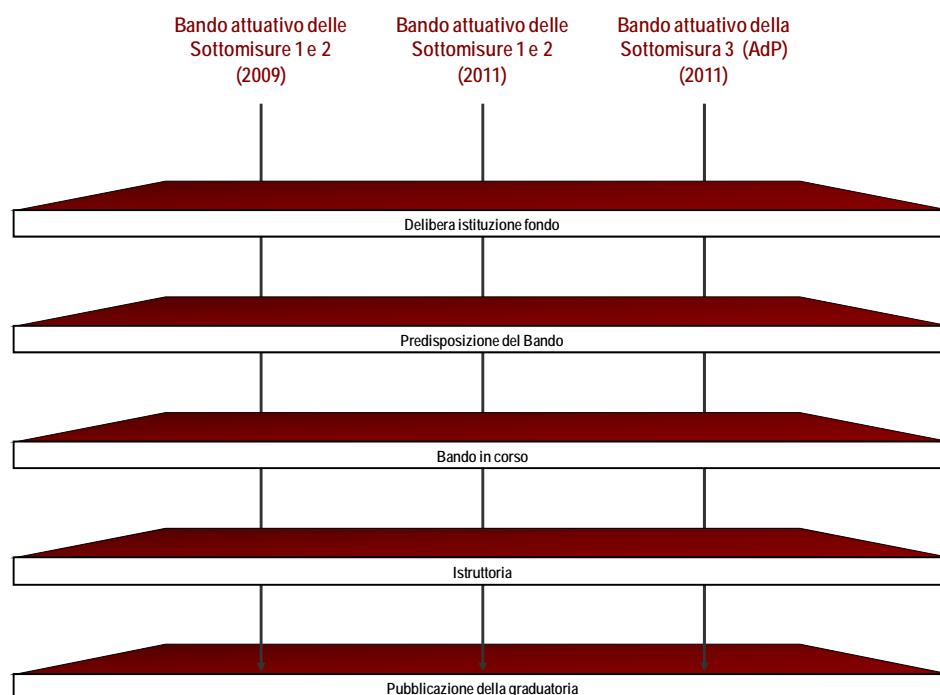 Bando attuativo delle
Sottomisure 1 e 2
(2009)
Bando attuativo delle
Sottomisure 1 e 2
(2011)
Bando attuativo della
Sottomisura 3 (AdP)
(2011)
Delibera istituzione fondo
Predisposizione del Bando
Bando in corso
Istruttoria
Pubblicazione della graduatoria